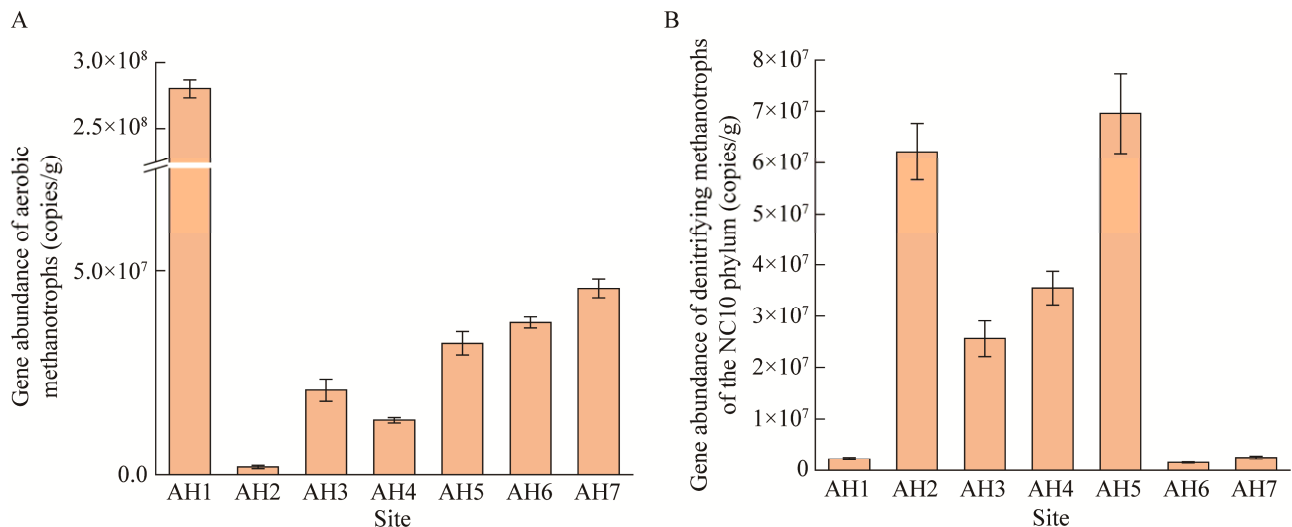 A
Gene abundance of aerobic
methanotrophs (copies/g)
3.0×10⁸
2.5×10⁸
5.0×10⁷
0.0
AH1 AH2 AH3 AH4 AH5 AH6 AH7
Site
B
Gene abundance of denitrifying methanotrophs
of the NC10 phylum (copies/g)
8×10⁷
7×10⁷
6×10⁷
5×10⁷
4×10⁷
3×10⁷
2×10⁷
1×10⁷
0
AH1 AH2 AH3 AH4 AH5 AH6 AH7
Site